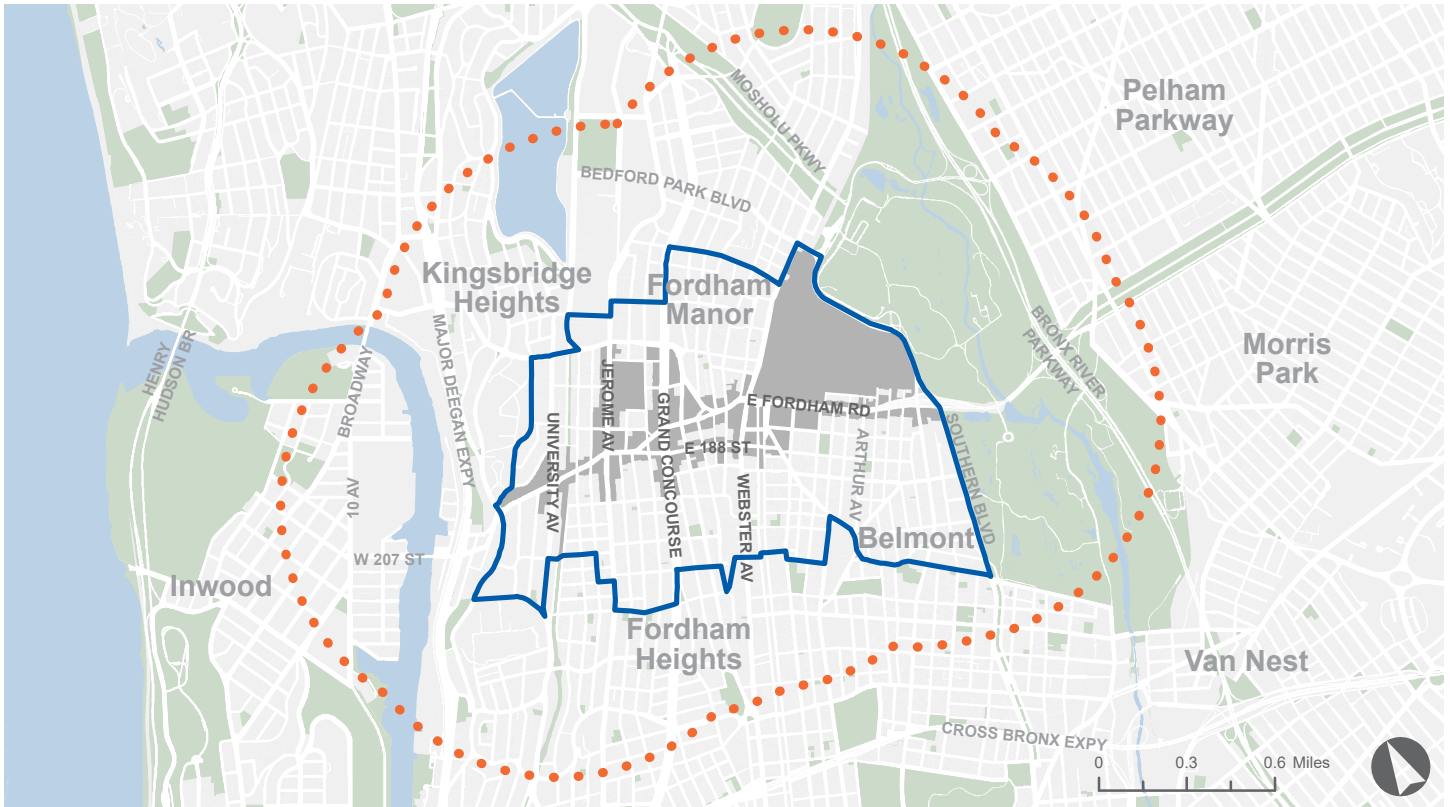 Pelham
Parkway
MOSHOLU PKWY
BEDFORD PARK BLVD
Kingsbridge
Heights
Fordham
Manor
HENRY
HUDSON BR
BROADWAY
MAJOR DEEGAN EXPY
BRONX RIVER
PARKWAY
Morris
Park
JEROME AV
GRAND CONCOURSE
E FORDHAM RD
UNIVERSITY AV
E 188 ST
ARTHUR AV
SOUTHERN BLVD
WEBSTER AV
10 AV
W 207 ST
Belmont
Inwood
Fordham
Heights
Van Nest
CROSS BRONX EXPY
0 0.3 0.6 Miles